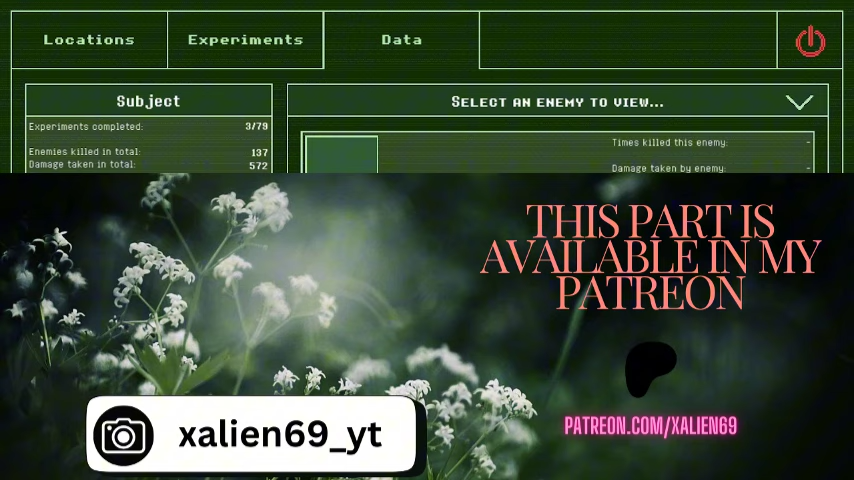 Locations Experiments Data
Subject
SELECT AN ENEMY TO VIEW...
Experiments completed: 3/79
Enemies killed in total: 137
Damage taken in total: 572
Times killed this enemy: -
Damage taken by enemy: -
THIS PART IS
AVAILABLE IN MY
PATREON
PATREON.COM/XALIEN69
xalien69_yt